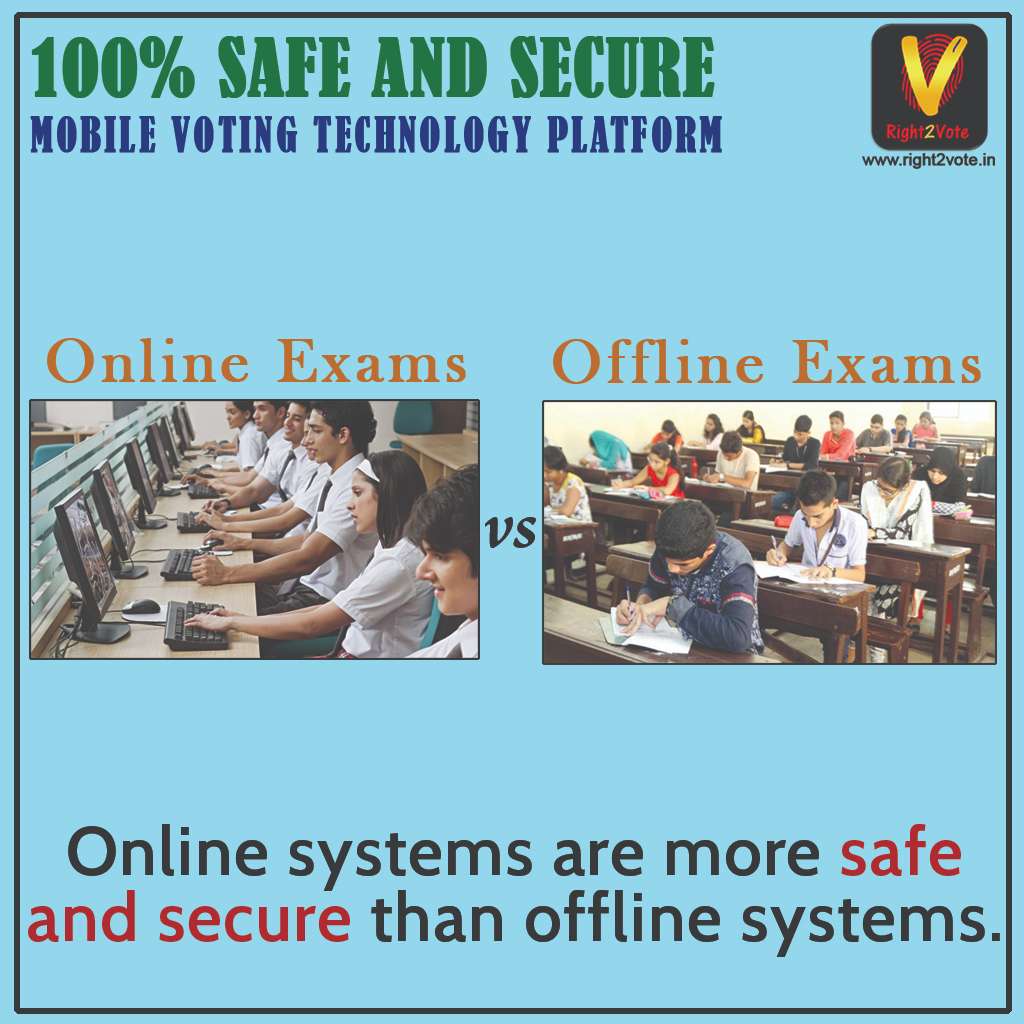 100% SAFE AND SECURE
MOBILE VOTING TECHNOLOGY PLATFORM
V
Right2Vote
www.right2vote.in
Online Exams
vs
Offline Exams
Online systems are more safe
and secure than offline systems.